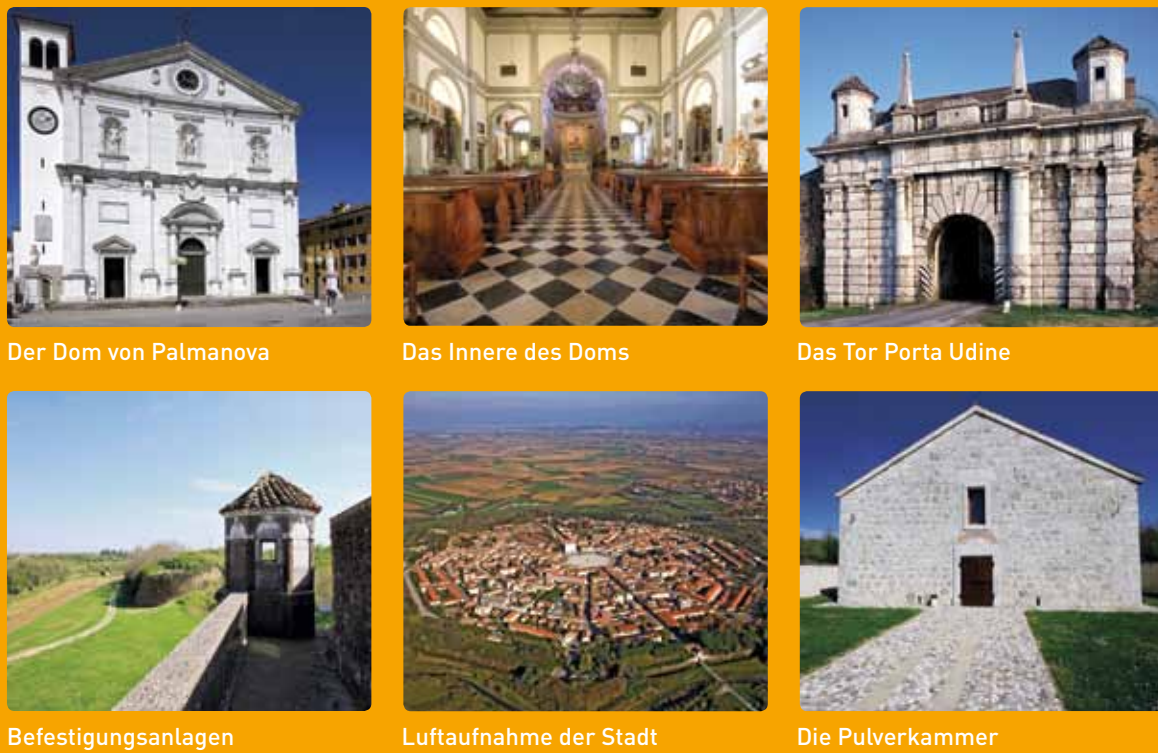 Der Dom von Palmanova
Das Innere des Doms
Das Tor Porta Udine
Befestigungsanlagen
Luftaufnahme der Stadt
Die Pulverkammer